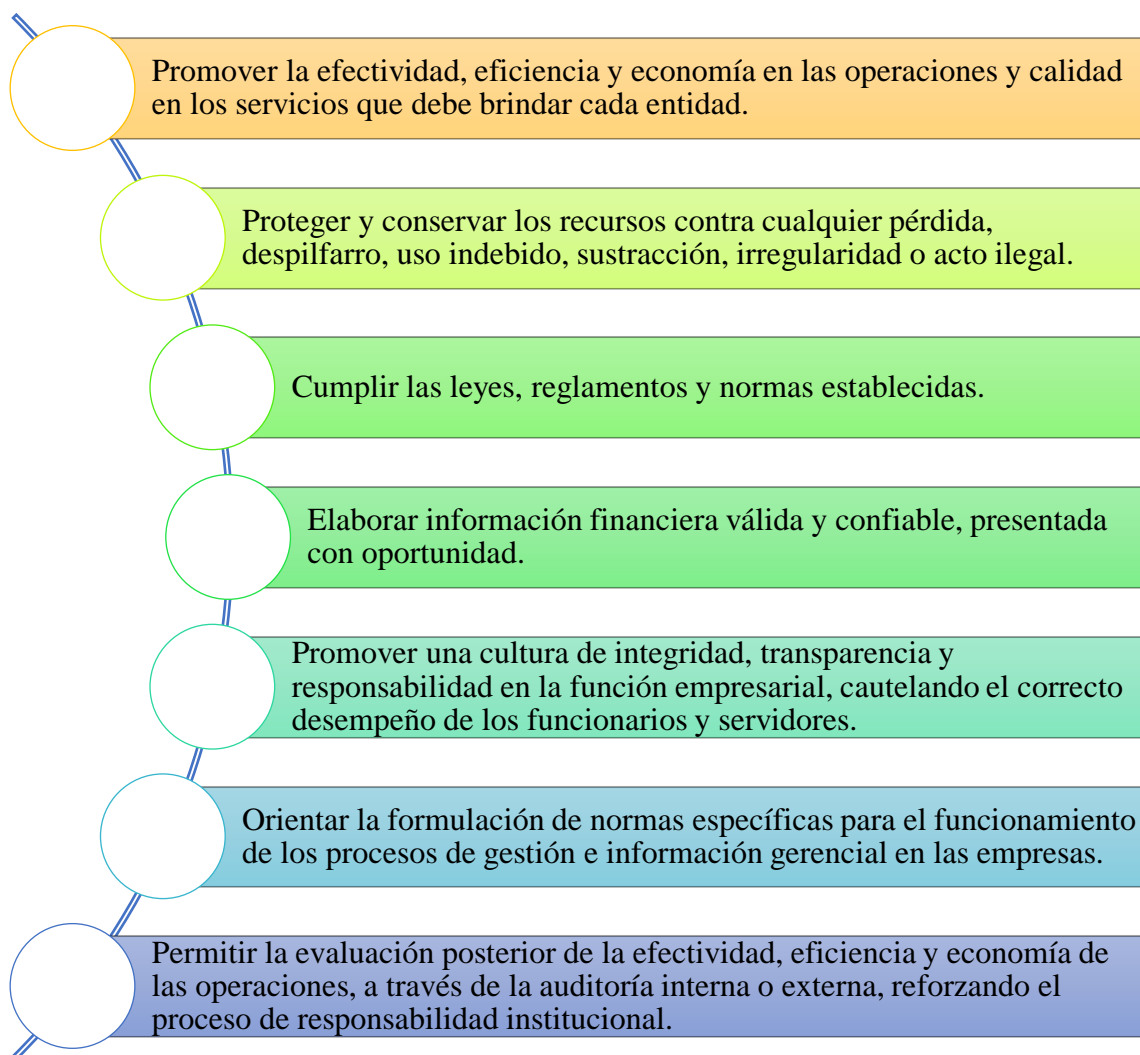 Promover la efectividad, eficiencia y economía en las operaciones y calidad
en los servicios que debe brindar cada entidad.
Proteger y conservar los recursos contra cualquier pérdida,
despilfarro, uso indebido, sustracción, irregularidad o acto ilegal.
Cumplir las leyes, reglamentos y normas establecidas.
Elaborar información financiera válida y confiable, presentada
con oportunidad.
Promover una cultura de integridad, transparencia y
responsabilidad en la función empresarial, cautelando el correcto
desempeño de los funcionarios y servidores.
Orientar la formulación de normas específicas para el funcionamiento
de los procesos de gestión e información gerencial en las empresas.
Permitir la evaluación posterior de la efectividad, eficiencia y economía de
las operaciones, a través de la auditoría interna o externa, reforzando el
proceso de responsabilidad institucional.